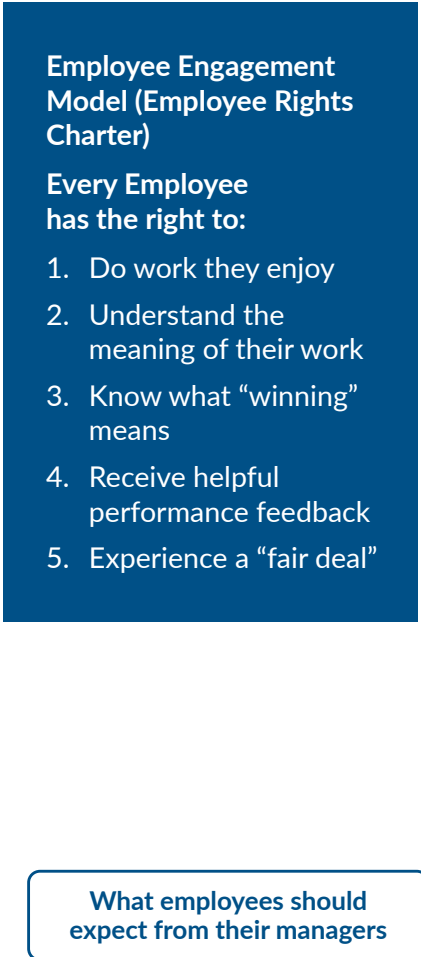 Employee Engagement
Model (Employee Rights
Charter)
Every Employee
has the right to:
1. Do work they enjoy
2. Understand the
meaning of their work
3. Know what “winning”
means
4. Receive helpful
performance feedback
5. Experience a “fair deal”
What employees should
expect from their managers